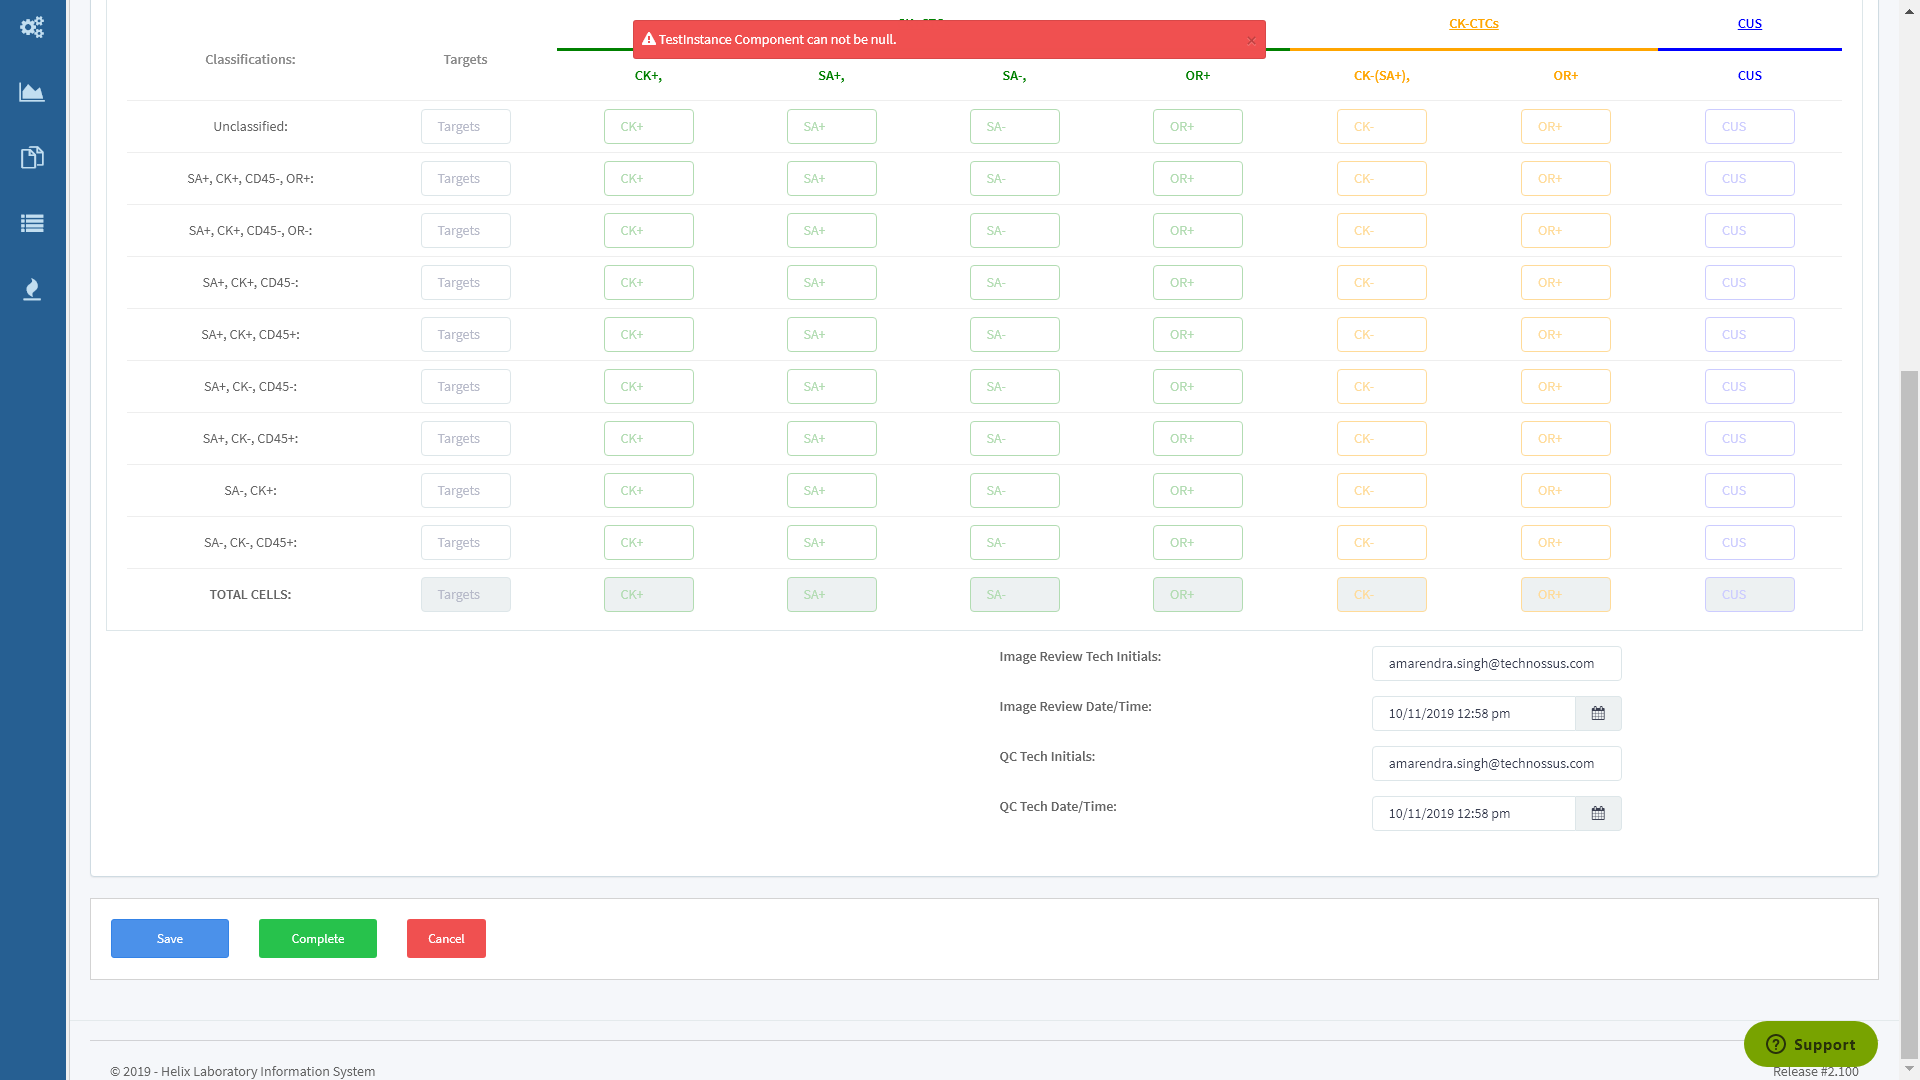 CK-CTCs
CUS
TestInstance Component can not be null.
×
Classifications:
Targets
CK+,
SA+,
SA-,
OR+
CK-(SA+),
OR+
CUS
Unclassified: Targets CK+ SA+ SA- OR+ CK- OR+ CUS
SA+, CK+, CD45-, OR+: Targets CK+ SA+ SA- OR+ CK- OR+ CUS
SA+, CK+, CD45-, OR-: Targets CK+ SA+ SA- OR+ CK- OR+ CUS
SA+, CK+, CD45-: Targets CK+ SA+ SA- OR+ CK- OR+ CUS
SA+, CK+, CD45+: Targets CK+ SA+ SA- OR+ CK- OR+ CUS
SA+, CK-, CD45-: Targets CK+ SA+ SA- OR+ CK- OR+ CUS
SA+, CK-, CD45+: Targets CK+ SA+ SA- OR+ CK- OR+ CUS
SA-, CK+: Targets CK+ SA+ SA- OR+ CK- OR+ CUS
SA-, CK-, CD45+: Targets CK+ SA+ SA- OR+ CK- OR+ CUS
TOTAL CELLS: Targets CK+ SA+ SA- OR+ CK- OR+ CUS
Image Review Tech Initials: amarendra.singh@technossus.com
Image Review Date/Time: 10/11/2019 12:58 pm
QC Tech Initials: amarendra.singh@technossus.com
QC Tech Date/Time: 10/11/2019 12:58 pm
Save Complete Cancel
Support
© 2019 - Helix Laboratory Information System
Release #2.100